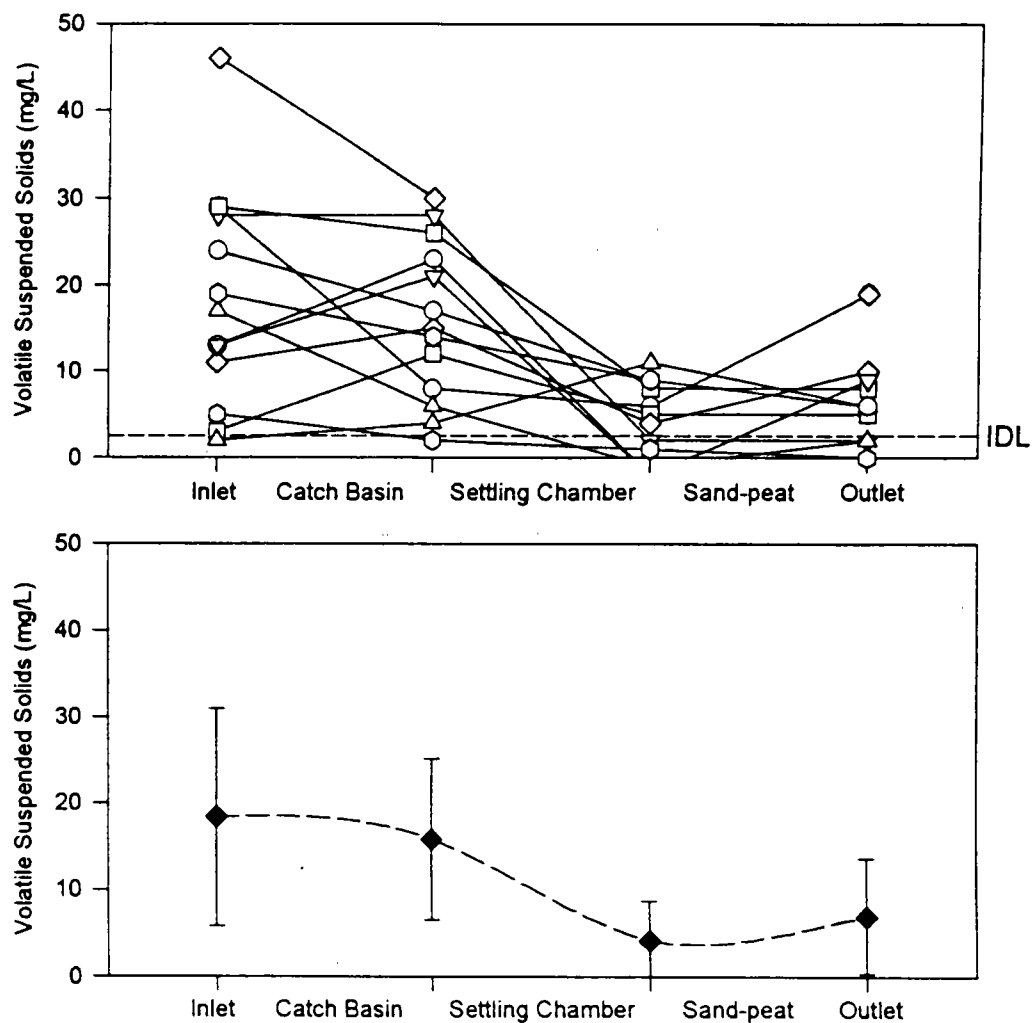 Volatile Suspended Solids (mg/L)
50
40
30
20
10
0
IDL
Inlet Catch Basin Settling Chamber Sand-peat Outlet
Volatile Suspended Solids (mg/L)
50
40
30
20
10
0
Inlet Catch Basin Settling Chamber Sand-peat Outlet